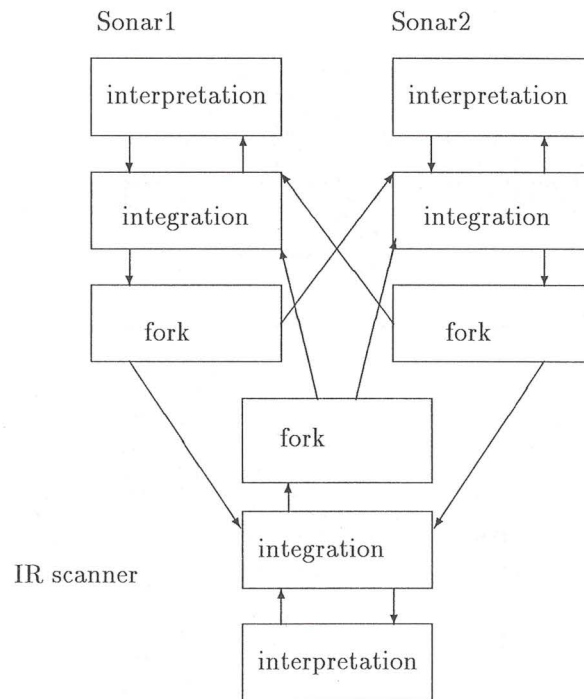 Sonar1
Sonar2
interpretation
interpretation
integration
integration
fork
fork
fork
integration
IR scanner
interpretation